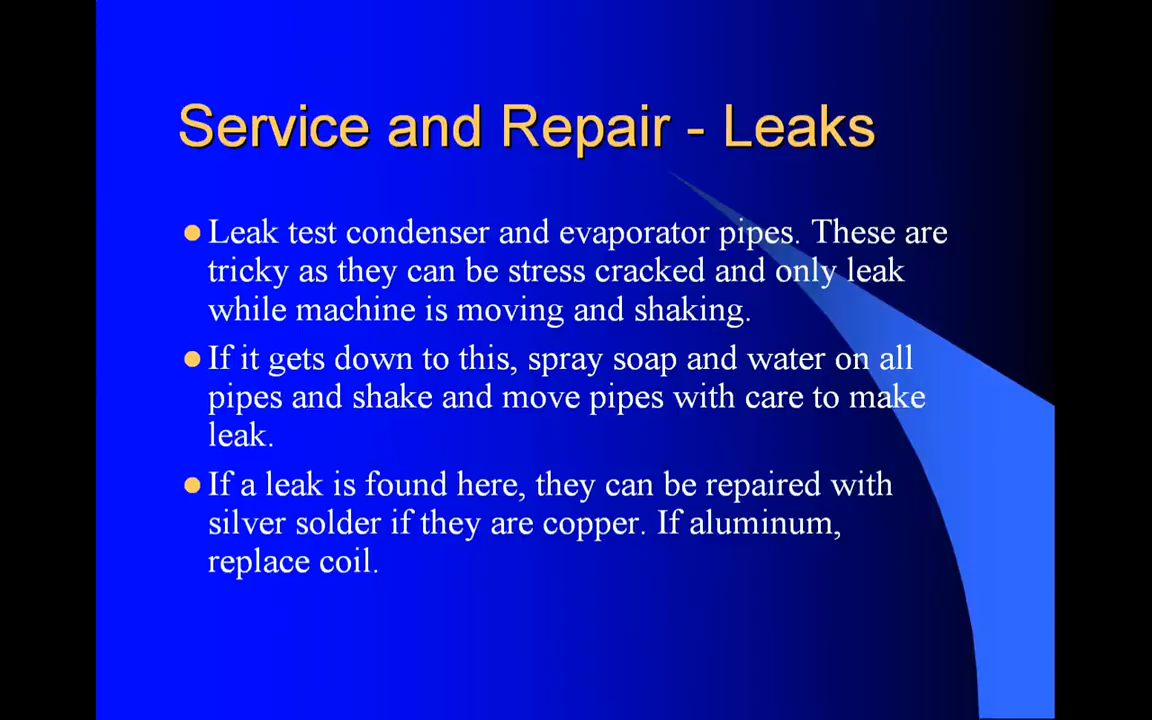 Service and Repair - Leaks
Leak test condenser and evaporator pipes. These are
tricky as they can be stress cracked and only leak
while machine is moving and shaking.
If it gets down to this, spray soap and water on all
pipes and shake and move pipes with care to make
leak.
If a leak is found here, they can be repaired with
silver solder if they are copper. If aluminum,
replace coil.